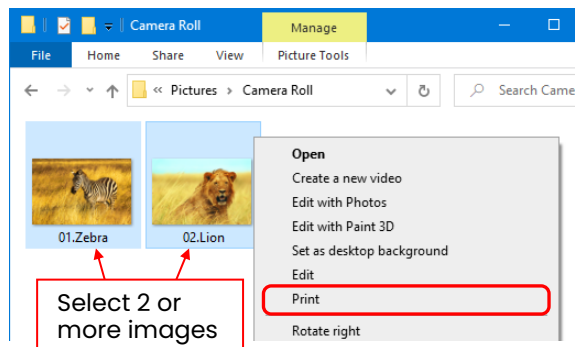 Camera Roll
Manage
File Home Share View Picture Tools
« Pictures › Camera Roll
Search Came
01.Zebra
02.Lion
Open
Create a new video
Edit with Photos
Edit with Paint 3D
Set as desktop background
Edit
Print
Rotate right
Select 2 or
more images